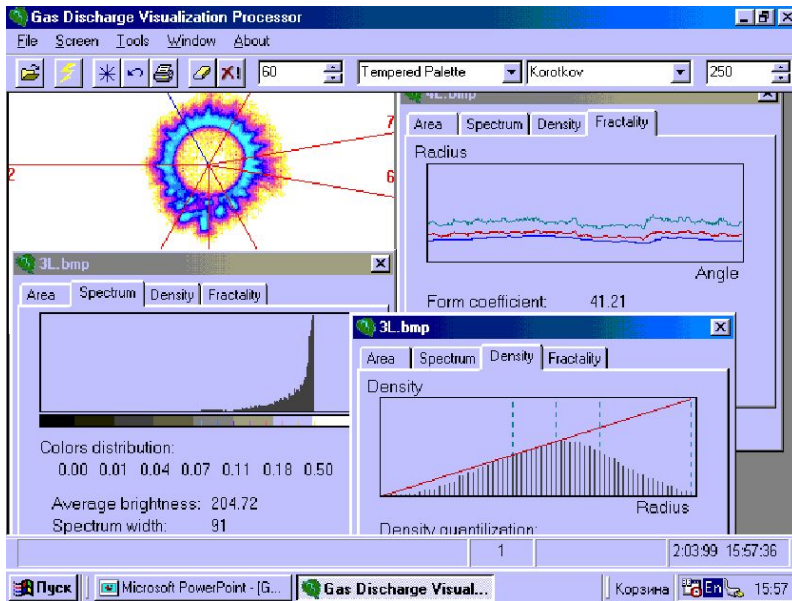 Gas Discharge Visualization Processor
File Screen Tools Window About
60 Tempered Palette Korotkov 250
4L.bmp
Area Spectrum Density Fractality
Radius
7
2
6
Angle
Form coefficient: 41.21
3L.bmp
Area Spectrum Density Fractality
Colors distribution:
0.00 0.01 0.04 0.07 0.11 0.18 0.50
Average brightness: 204.72
Spectrum width: 91
3L.bmp
Area Spectrum Density Fractality
Density
Radius
Density quantilization:
1 2:03:99 15:57:36
Пуск Microsoft PowerPoint - [G... Gas Discharge Visual... Корзина En 15:57